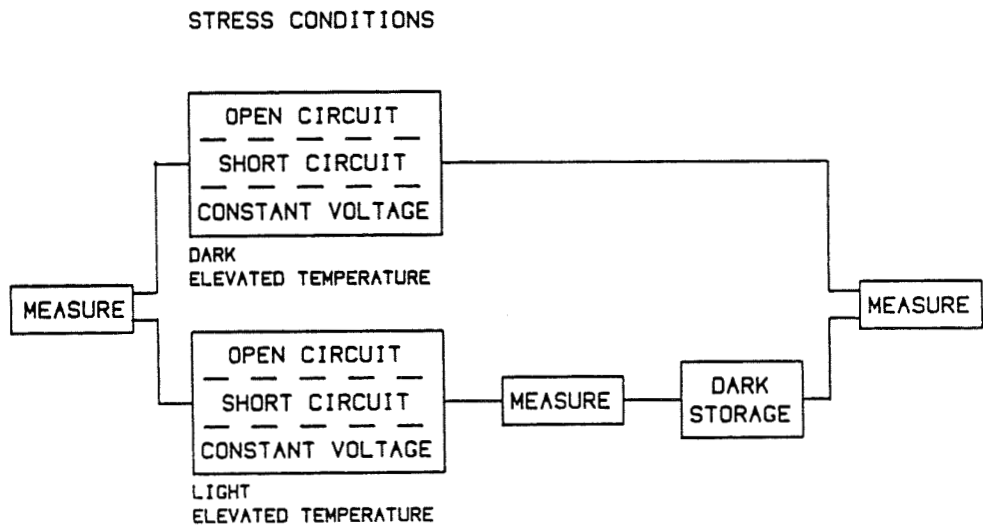 STRESS CONDITIONS
OPEN CIRCUIT
SHORT CIRCUIT
CONSTANT VOLTAGE
DARK
ELEVATED TEMPERATURE
MEASURE
MEASURE
OPEN CIRCUIT
SHORT CIRCUIT
CONSTANT VOLTAGE
MEASURE
DARK
STORAGE
LIGHT
ELEVATED TEMPERATURE